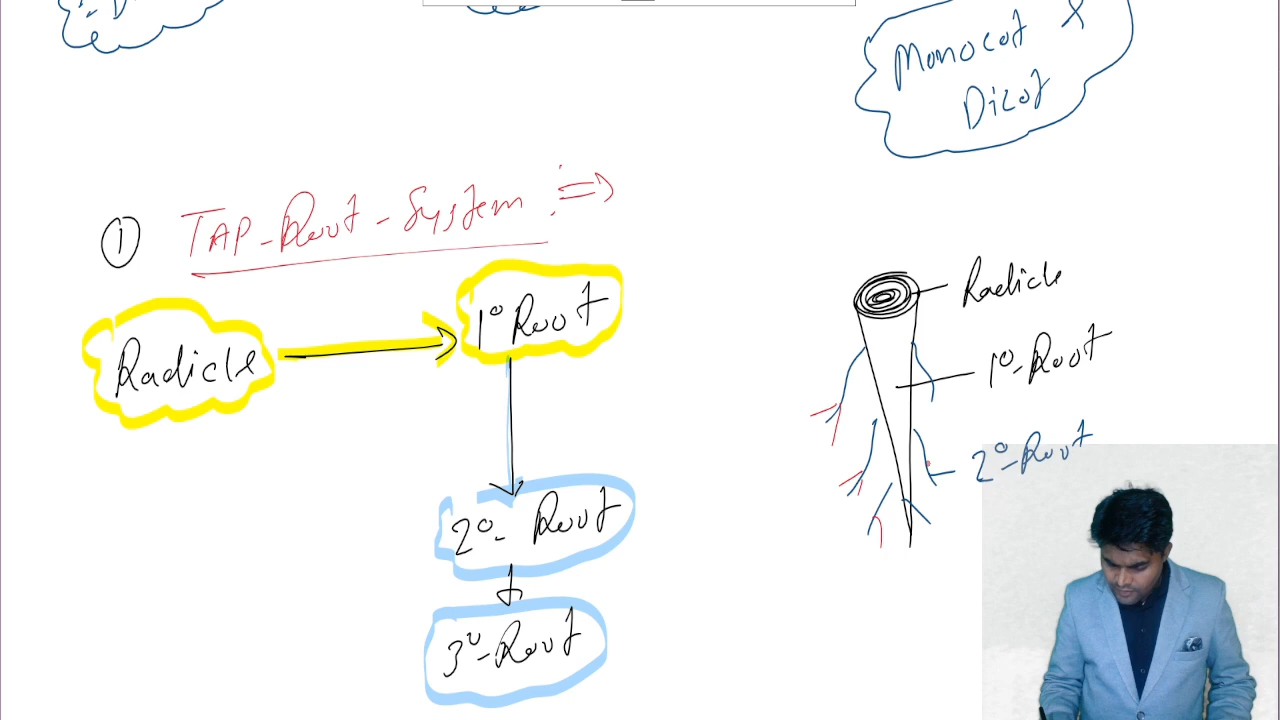 Monocot &
Dicot
① TAP-Root-System :⇒
Radicle → 1° Root
2°- Root
3°-Root
Radicle
1°-Root
2°-Root